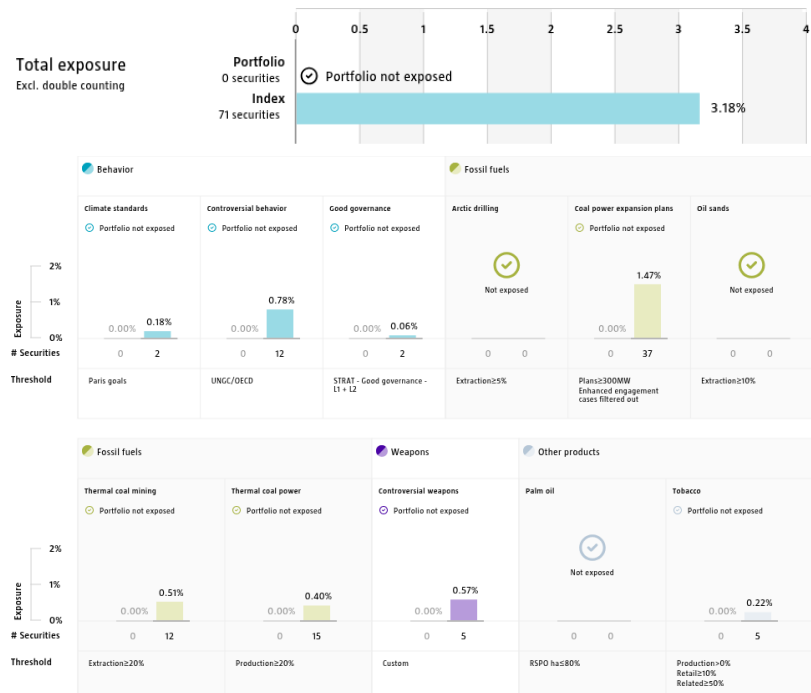 0 0.5 1 1.5 2 2.5 3 3.5 4
Total exposure
Excl. double counting
Portfolio
0 securities
Portfolio not exposed
Index
71 securities
3.18%
Behavior
Fossil fuels
Climate standards
Controversial behavior
Good governance
Arctic drilling
Coal power expansion plans
Oil sands
Portfolio not exposed
Portfolio not exposed
Portfolio not exposed
Portfolio not exposed
Exposure
2%
1%
0%
0.00% 0.18%
0.00% 0.78%
0.00% 0.06%
Not exposed
0.00% 1.47%
Not exposed
# Securities
0 2
0 12
0 2
0 0
0 37
0 0
Threshold
Paris goals
UNGC/OECD
STRAT - Good governance -
L1 + L2
Extraction≥5%
Plans≥300MW
Enhanced engagement
cases filtered out
Extraction≥10%
Fossil fuels
Weapons
Other products
Thermal coal mining
Thermal coal power
Controversial weapons
Palm oil
Tobacco
Portfolio not exposed
Portfolio not exposed
Portfolio not exposed
Portfolio not exposed
Exposure
2%
1%
0%
0.00% 0.51%
0.00% 0.40%
0.00% 0.57%
Not exposed
0.00% 0.22%
# Securities
0 12
0 15
0 5
0 0
0 5
Threshold
Extraction≥20%
Production≥20%
Custom
RSPO ha≤80%
Production>0%
Retail≥10%
Related≥50%